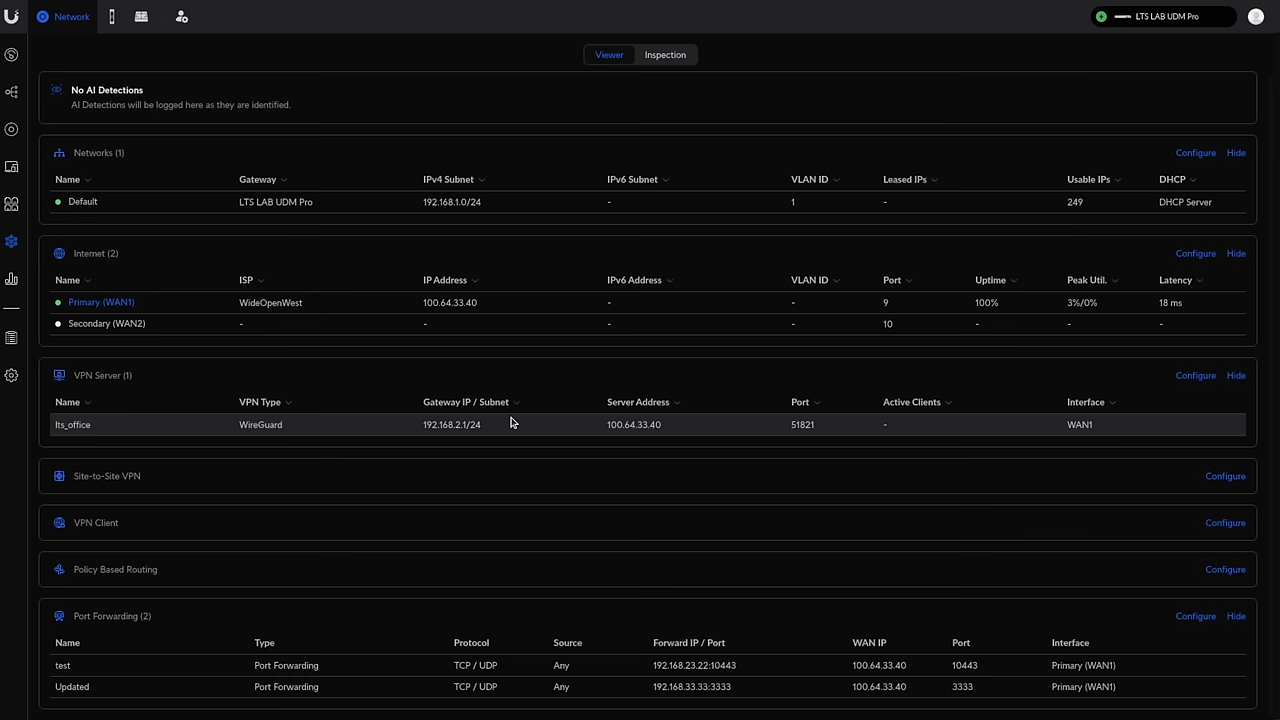 Network
LTS LAB UDM Pro
Viewer Inspection
No AI Detections
AI Detections will be logged here as they are identified.
Networks (1) Configure Hide
Name Gateway IPv4 Subnet IPv6 Subnet VLAN ID Leased IPs Usable IPs DHCP
Default LTS LAB UDM Pro 192.168.1.0/24 - 1 - 249 DHCP Server
Internet (2) Configure Hide
Name ISP IP Address IPv6 Address VLAN ID Port Uptime Peak Util. Latency
Primary (WAN1) WideOpenWest 100.64.33.40 - - 9 100% 3%/0% 18 ms
Secondary (WAN2) - - - - 10 - - -
VPN Server (1) Configure Hide
Name VPN Type Gateway IP / Subnet Server Address Port Active Clients Interface
lts_office WireGuard 192.168.2.1/24 100.64.33.40 51821 - WAN1
Site-to-Site VPN Configure
VPN Client Configure
Policy Based Routing Configure
Port Forwarding (2) Configure Hide
Name Type Protocol Source Forward IP / Port WAN IP Port Interface
test Port Forwarding TCP / UDP Any 192.168.23.22:10443 100.64.33.40 10443 Primary (WAN1)
Updated Port Forwarding TCP / UDP Any 192.168.33.33:3333 100.64.33.40 3333 Primary (WAN1)